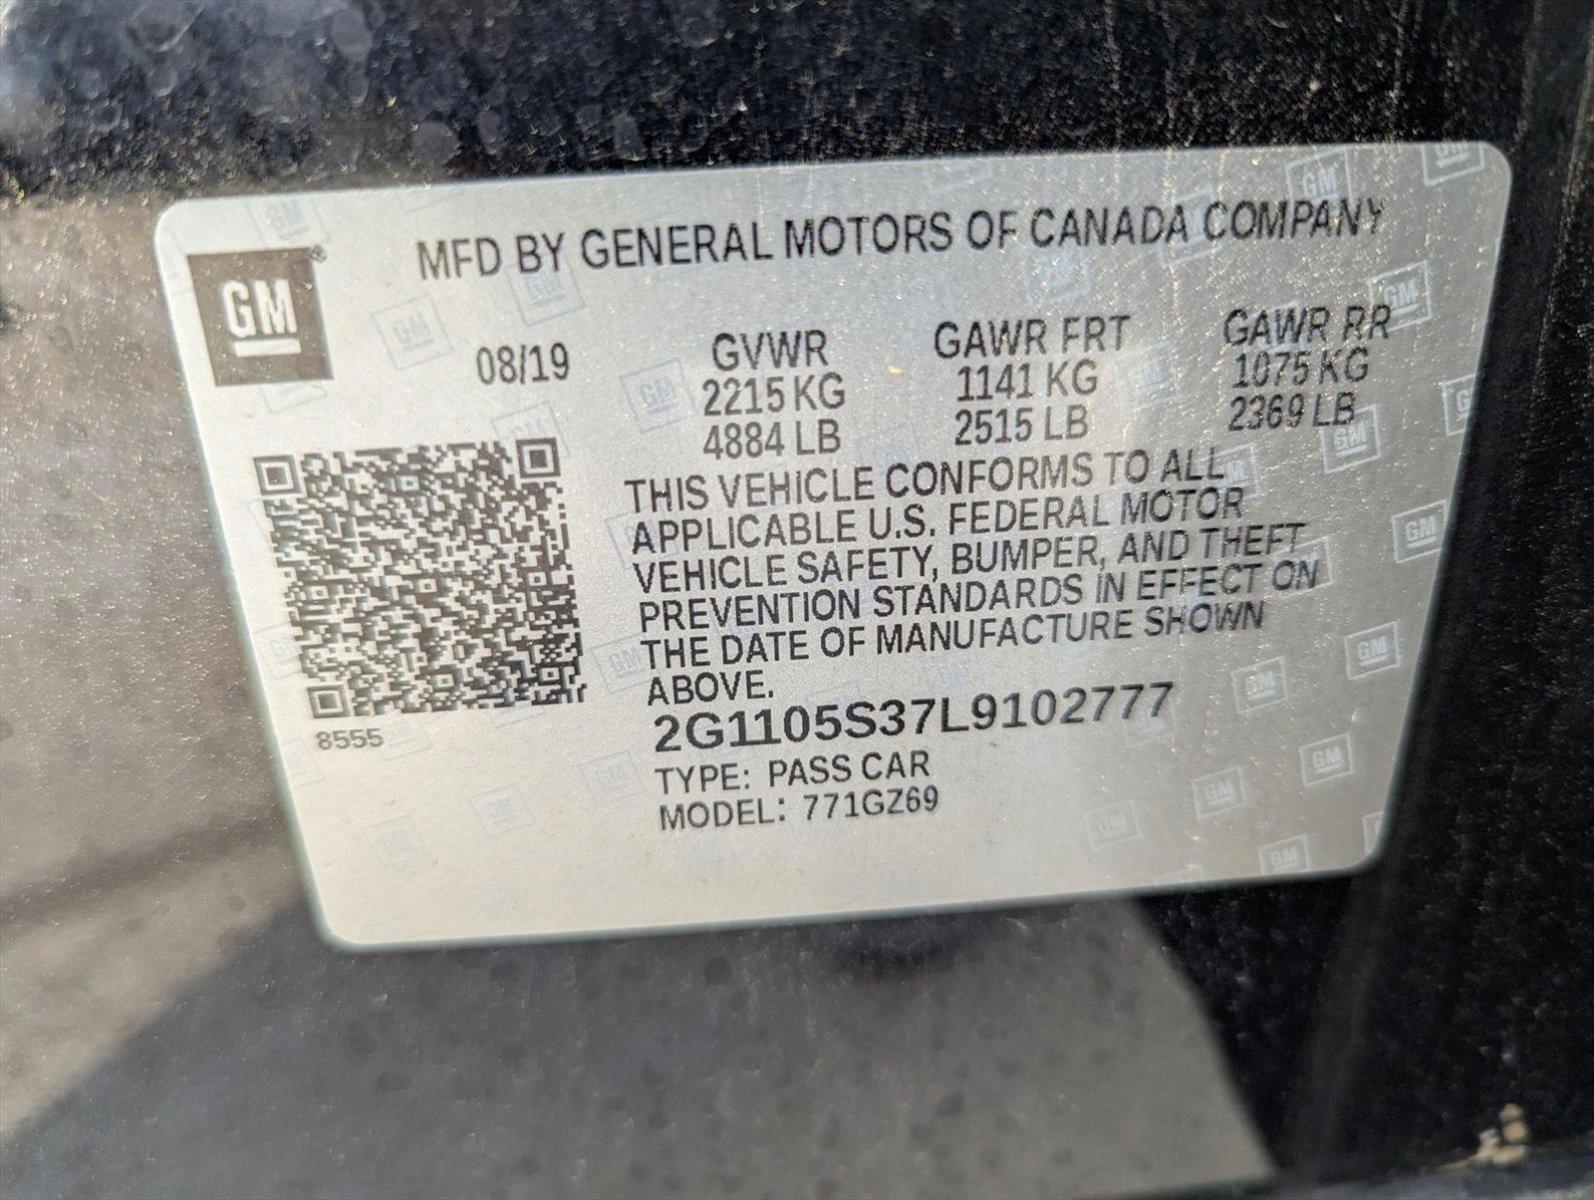 MFD BY GENERAL MOTORS OF CANADA COMPANY
GM®
08/19
GVWR
2215 KG
4884 LB
GAWR FRT
1141 KG
2515 LB
GAWR RR
1075 KG
2369 LB
THIS VEHICLE CONFORMS TO ALL
APPLICABLE U.S. FEDERAL MOTOR
VEHICLE SAFETY, BUMPER, AND THEFT
PREVENTION STANDARDS IN EFFECT ON
THE DATE OF MANUFACTURE SHOWN
ABOVE.
2G1105S37L9102777
TYPE: PASS CAR
MODEL: 771GZ69
8555